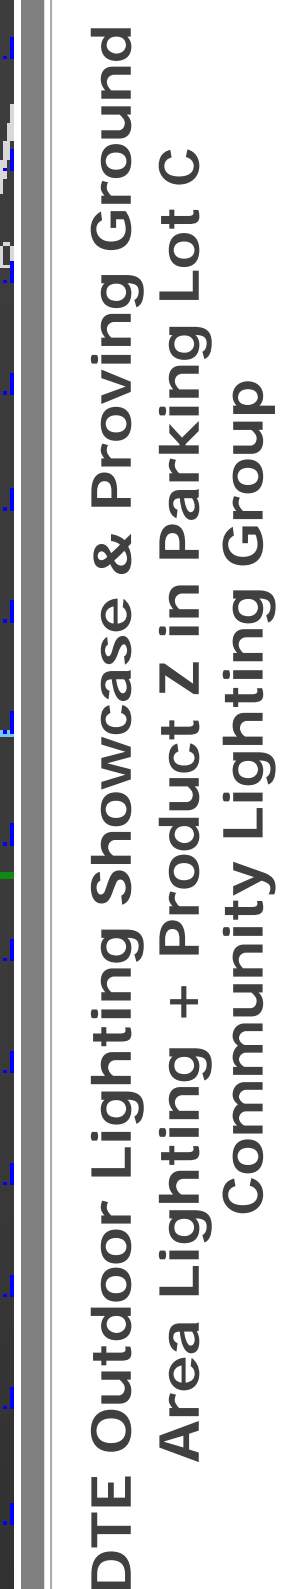 DTE Outdoor Lighting Showcase & Proving Ground
Area Lighting + Product Z in Parking Lot C
Community Lighting Group